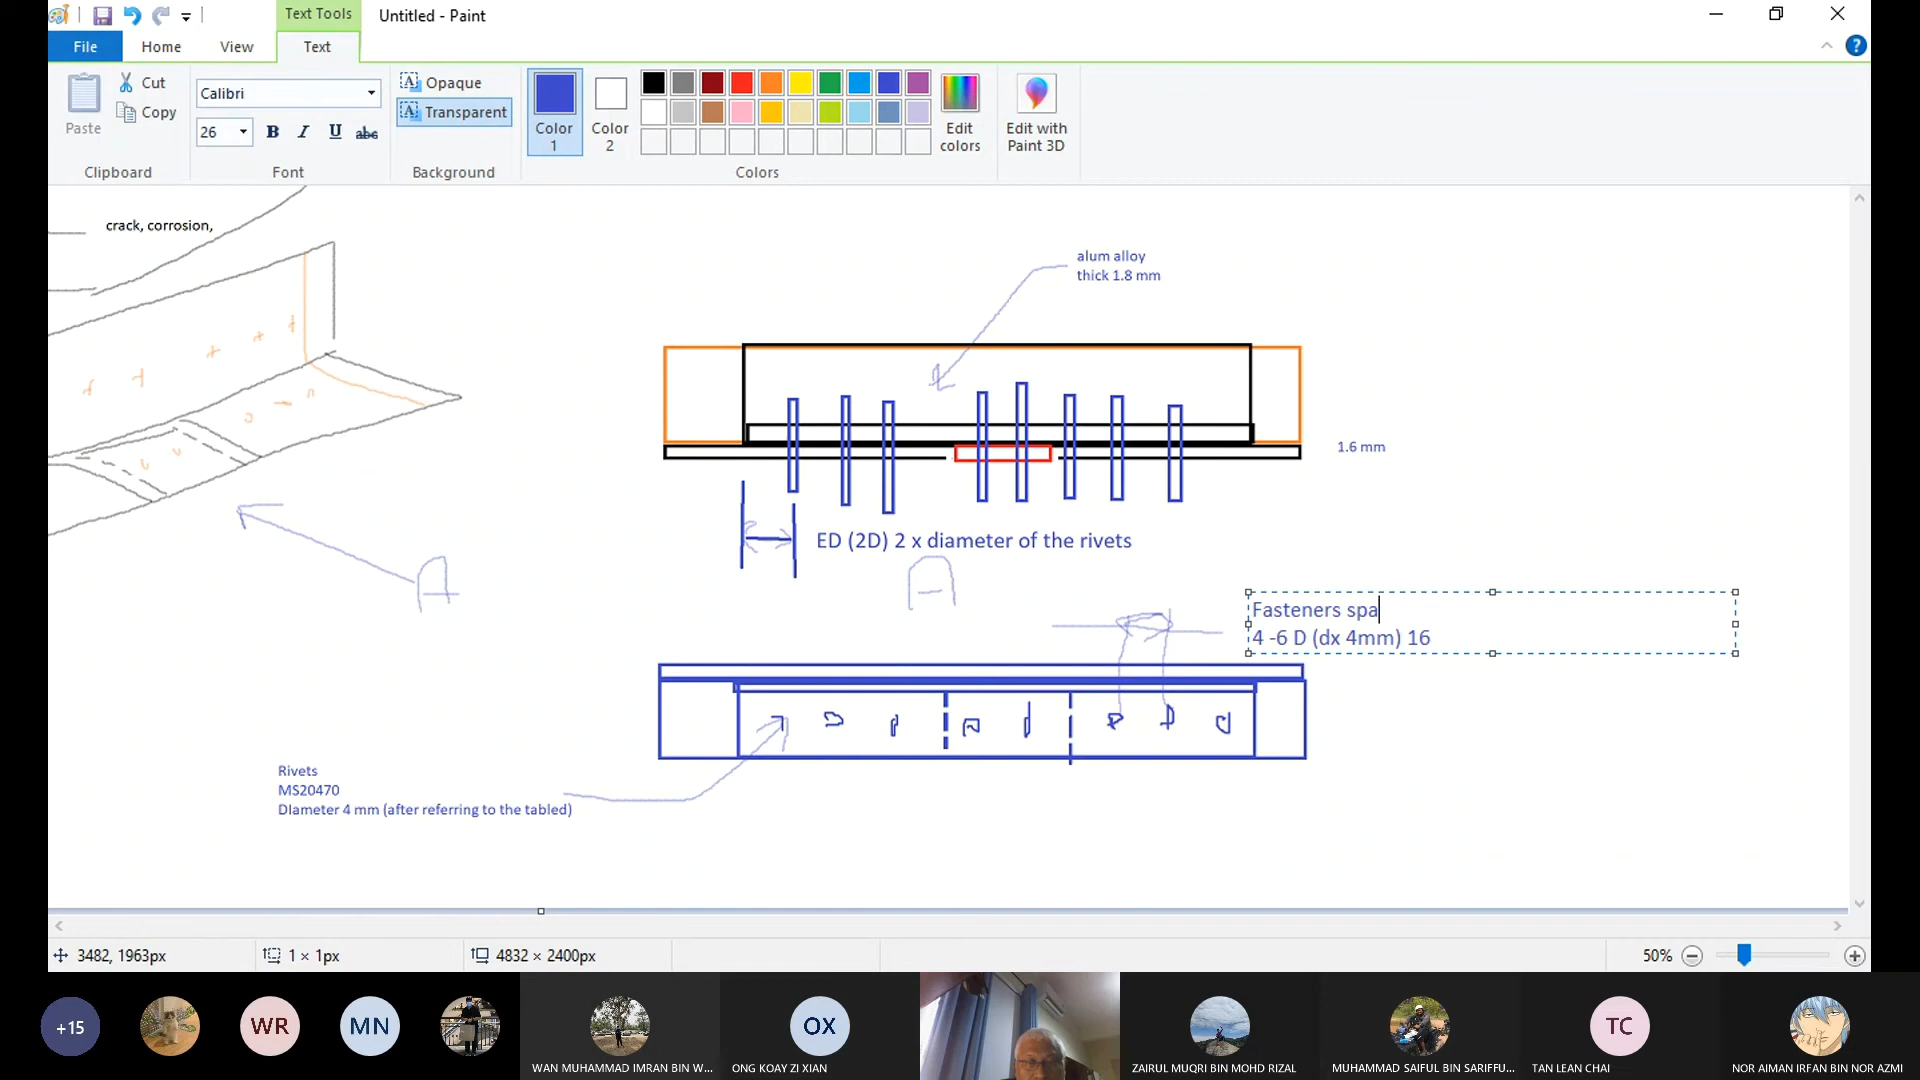 Text Tools
Untitled - Paint
File
Home
View
Text
Paste
Cut
Copy
Clipboard
Calibri
26
B
I
U
abc
Font
Opaque
Transparent
Background
Color
1
Color
2
Edit
colors
Colors
Edit with
Paint 3D
crack, corrosion,
alum alloy
thick 1.8 mm
1.6 mm
ED (2D) 2 x diameter of the rivets
A
A
Fasteners spa
4 -6 D (dx 4mm) 16
Rivets
MS20470
DIameter 4 mm (after referring to the tabled)
3482, 1963px
1 × 1px
4832 × 2400px
50%
+15
WR
MN
WAN MUHAMMAD IMRAN BIN W...
OX
ONG KOAY ZI XIAN
ZAIRUL MUQRI BIN MOHD RIZAL
MUHAMMAD SAIFUL BIN SARIFFU...
TC
TAN LEAN CHAI
NOR AIMAN IRFAN BIN NOR AZMI